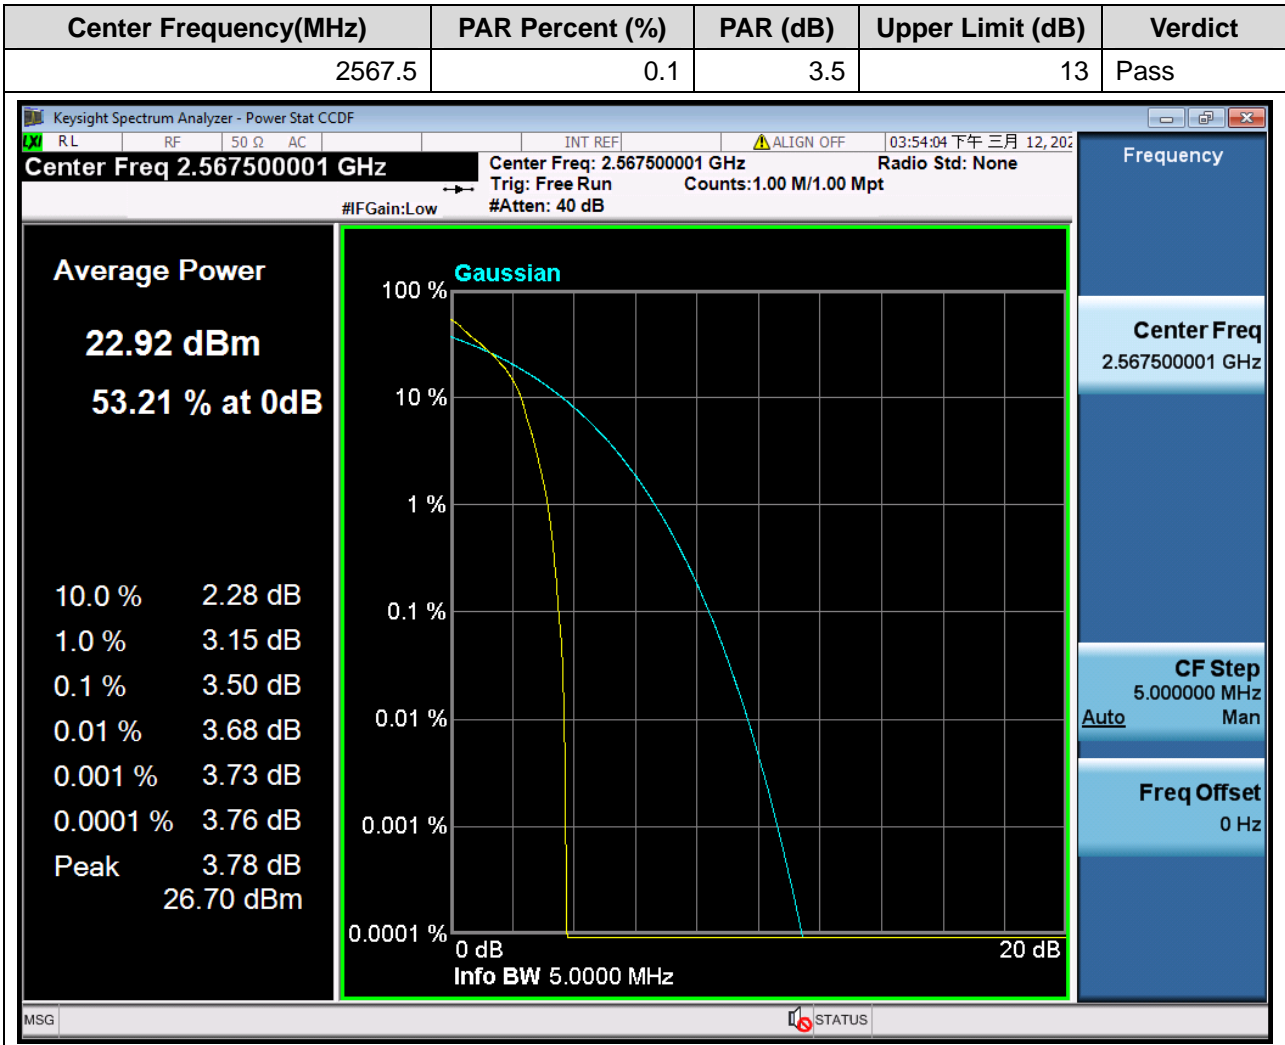 Center Frequency(MHz) PAR Percent (%) PAR (dB) Upper Limit (dB) Verdict
2567.5 0.1 3.5 13 Pass
Keysight Spectrum Analyzer - Power Stat CCDF
LXI RL RF 50 Ω AC INT REF ALIGN OFF 03:54:04 下午 三月 12, 202
Center Freq 2.567500001 GHz
Center Freq: 2.567500001 GHz Radio Std: None
Trig: Free Run Counts:1.00 M/1.00 Mpt
#IFGain:Low #Atten: 40 dB
Average Power
22.92 dBm
53.21 % at 0dB
10.0 % 2.28 dB
1.0 % 3.15 dB
0.1 % 3.50 dB
0.01 % 3.68 dB
0.001 % 3.73 dB
0.0001 % 3.76 dB
Peak 3.78 dB
26.70 dBm
Gaussian
100 %
10 %
1 %
0.1 %
0.01 %
0.001 %
0.0001 %
0 dB 20 dB
Info BW 5.0000 MHz
Frequency
Center Freq
2.567500001 GHz
CF Step
5.000000 MHz
Auto Man
Freq Offset
0 Hz
MSG STATUS